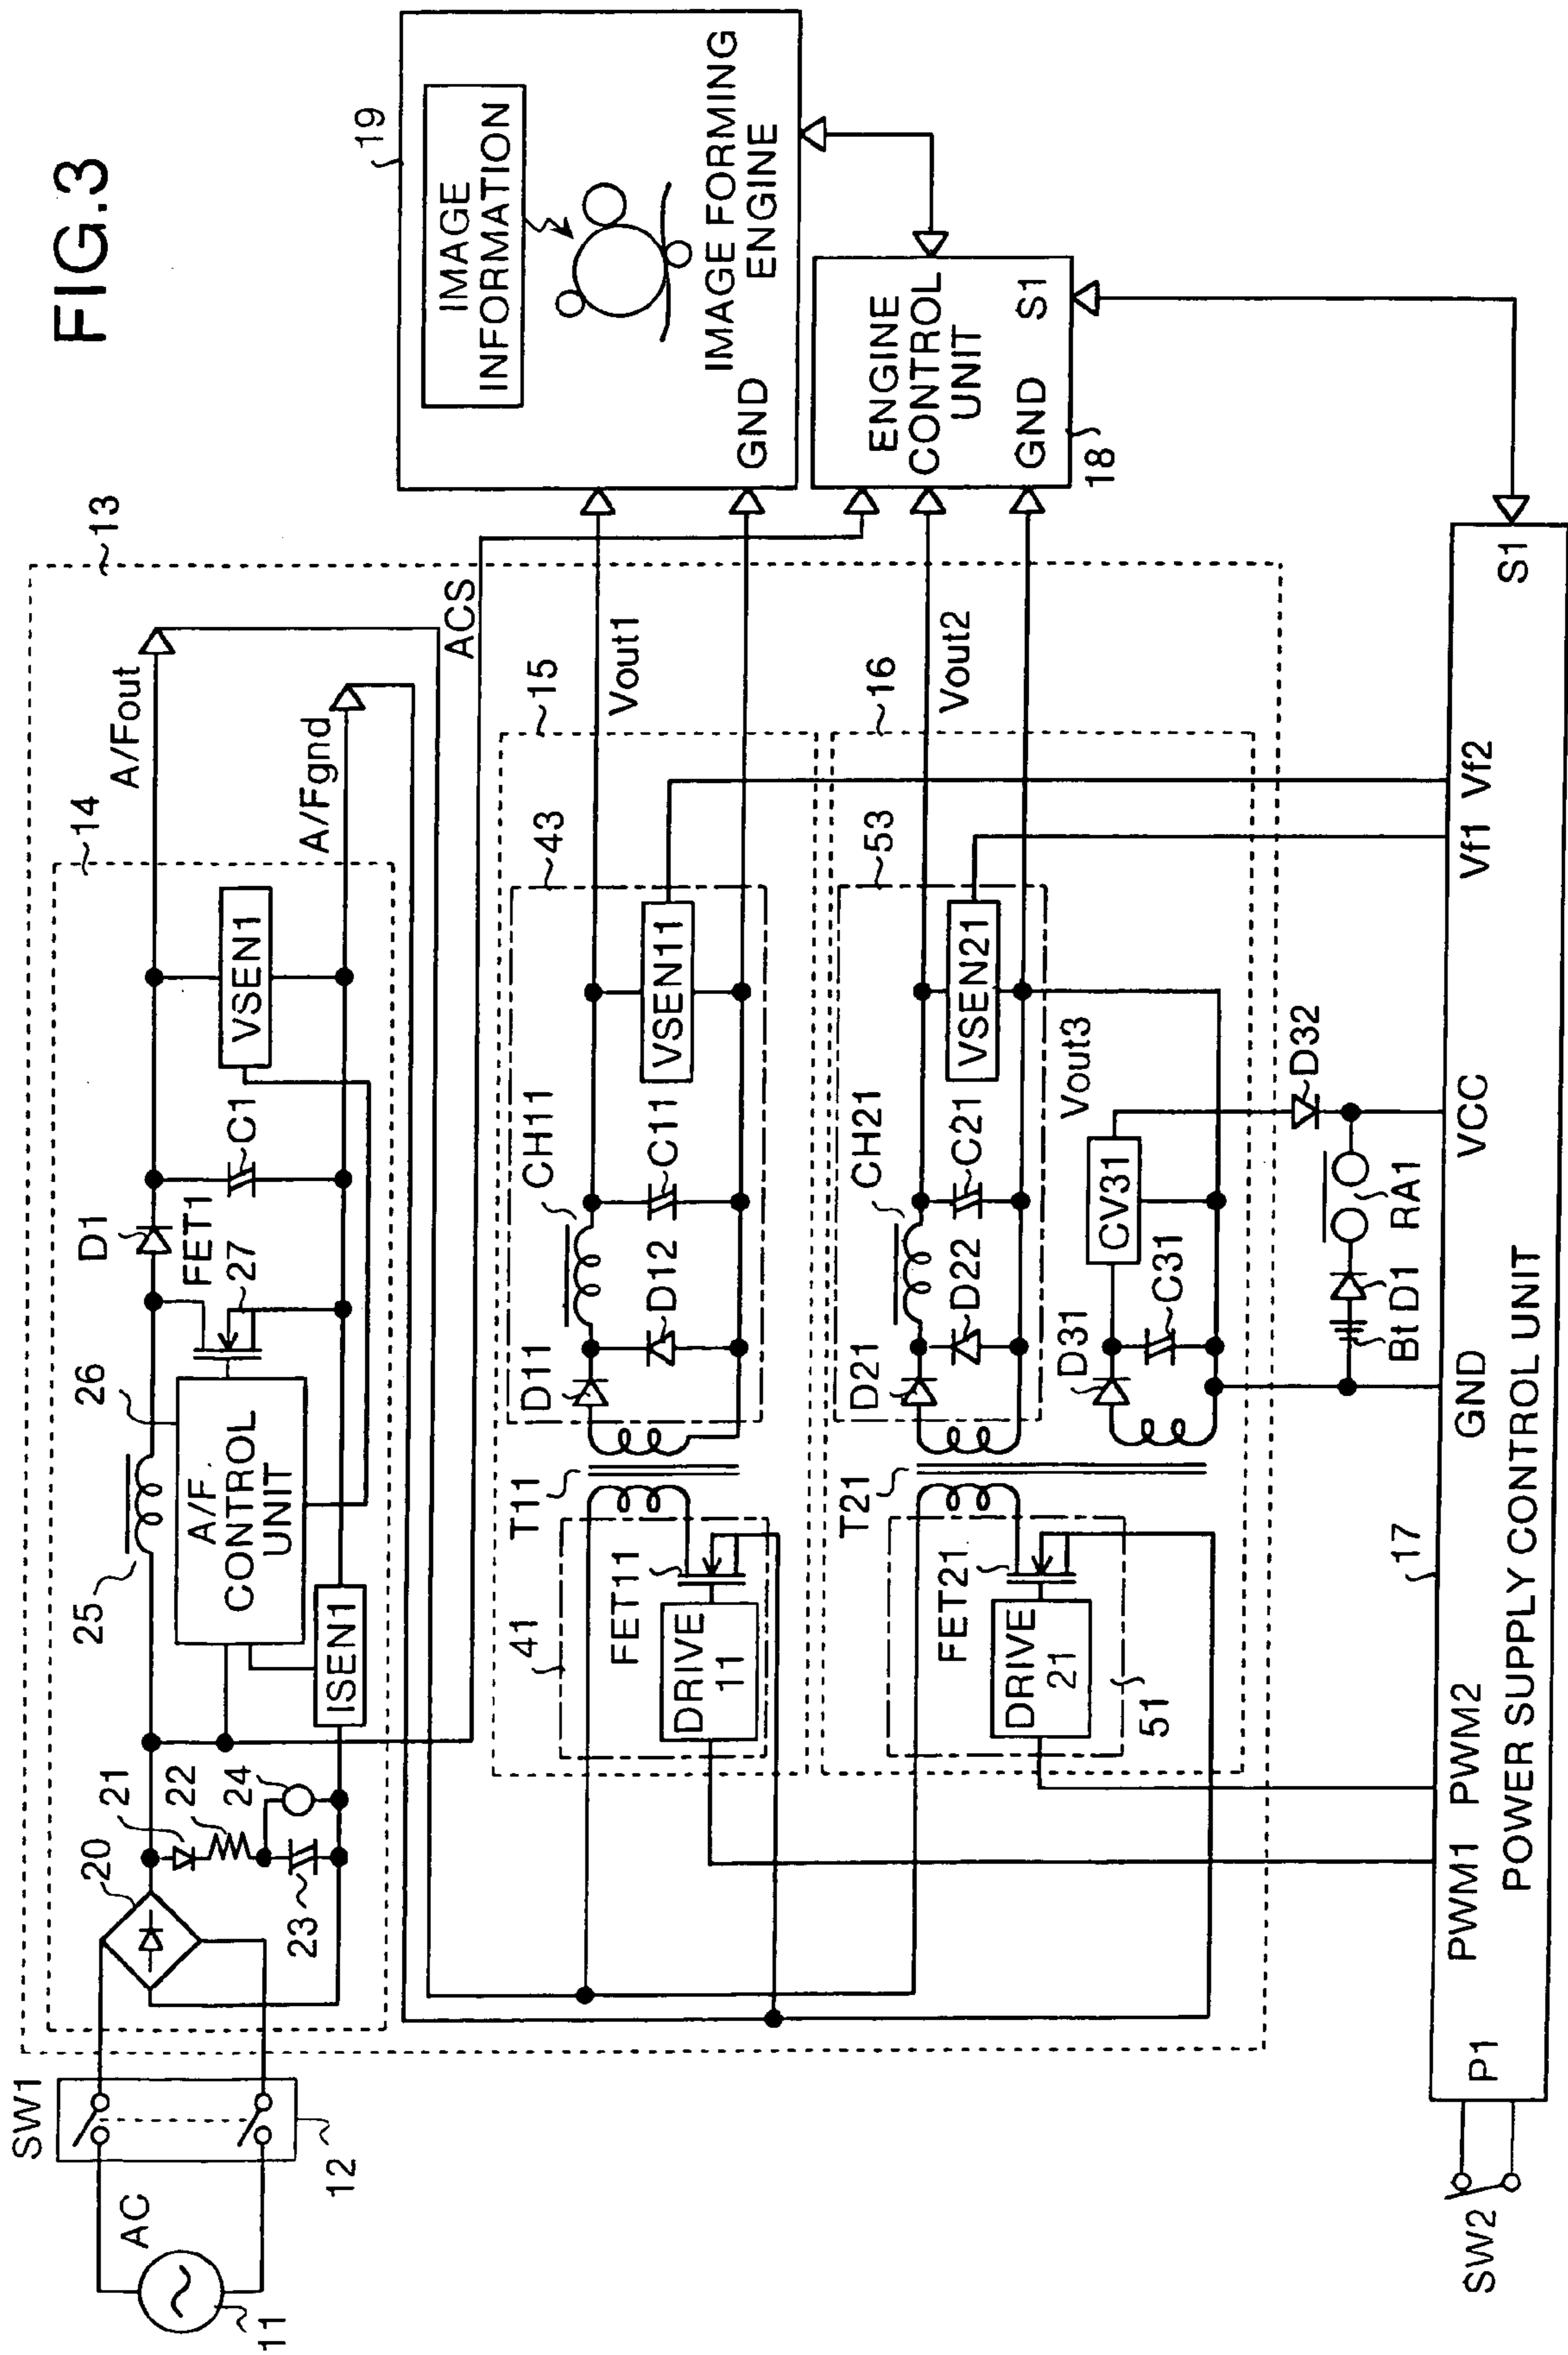 FIG.3
SW1
AC
11
12
13
14
20
21
22
23
24
25
26
A/F
CONTROL
UNIT
ISEN1
FET1
27
D1
C1
VSEN1
A/Fout
A/Fgnd
ACS
15
41
FET11
DRIVE
11
T11
D11
D12
CH11
C11
VSEN11
43
Vout1
16
51
FET21
DRIVE
21
T21
D21
D22
CH21
C21
VSEN21
53
Vout2
D31
C31
CV31
Vout3
D32
Bt D1
RA1
19
IMAGE
INFORMATION
IMAGE FORMING
ENGINE
GND
ENGINE
CONTROL
UNIT
GND
S1
18
SW2
P1
PWM1
PWM2
GND
VCC
Vf1
Vf2
S1
POWER SUPPLY CONTROL UNIT
17